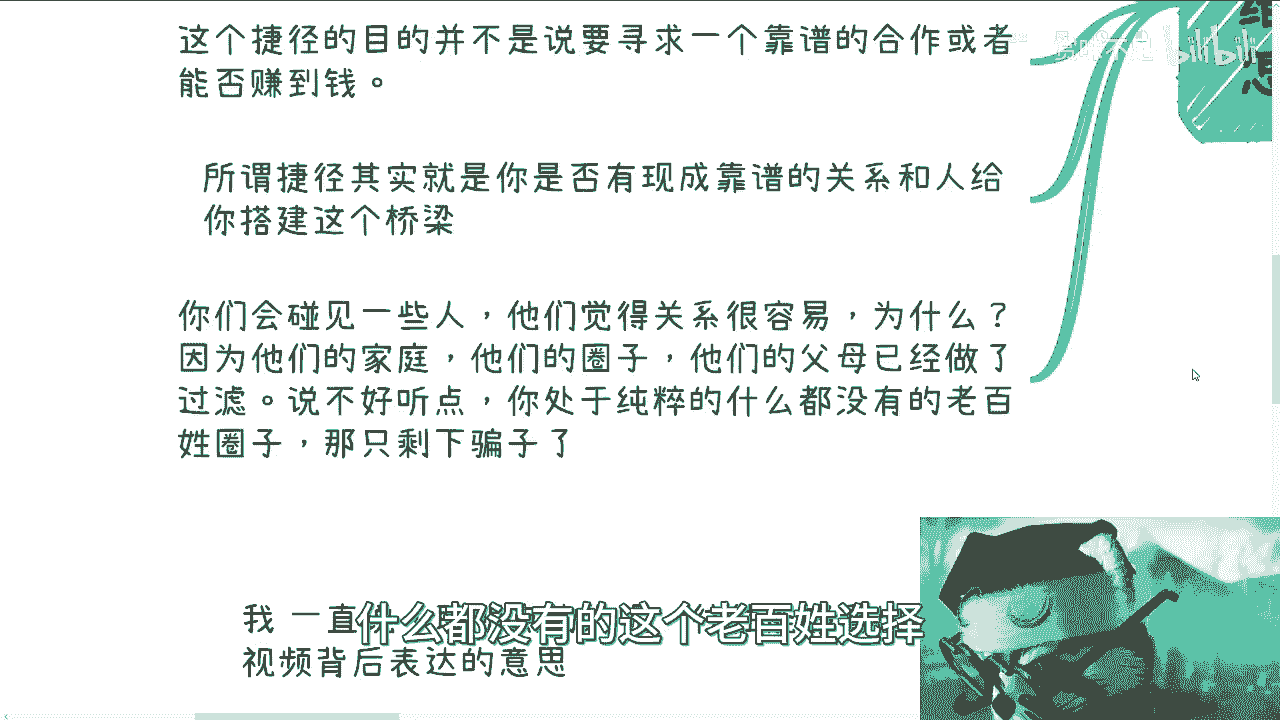 这个捷径的目的并不是说要寻求一个靠谱的合作或者
能否赚到钱。
bilibili
所谓捷径其实就是你是否有现成靠谱的关系和人给
你搭建这个桥梁
你们会碰见一些人，他们觉得关系很容易，为什么？
因为他们的家庭，他们的圈子，他们的父母已经做了
过滤。说不好听点，你处于纯粹的什么都没有的老百
姓圈子，那只剩下骗子了
我一直
什么都没有的这个老百姓选择
视频背后表达的意思